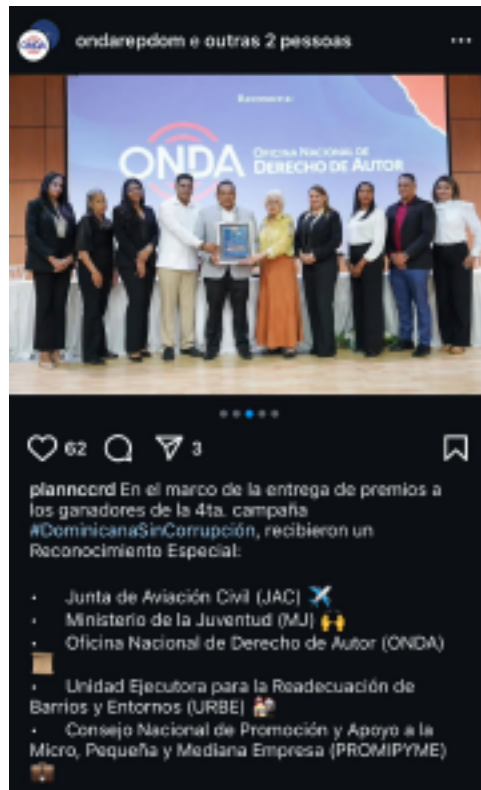 ondarepdom e outras 2 pessoas
ONDA
OFICINA NACIONAL DE
DERECHO DE AUTOR
62 3
plannccrd En el marco de la entrega de premios a
los ganadores de la 4ta. campaña
#DominicanaSinCorrupción, recibieron un
Reconocimiento Especial:
• Junta de Aviación Civil (JAC) ✈️
• Ministerio de la Juventud (MJ) 🙌
• Oficina Nacional de Derecho de Autor (ONDA)
📜
• Unidad Ejecutora para la Readecuación de
Barrios y Entornos (URBE) 🏘️
• Consejo Nacional de Promoción y Apoyo a la
Micro, Pequeña y Mediana Empresa (PROMIPYME)
💼